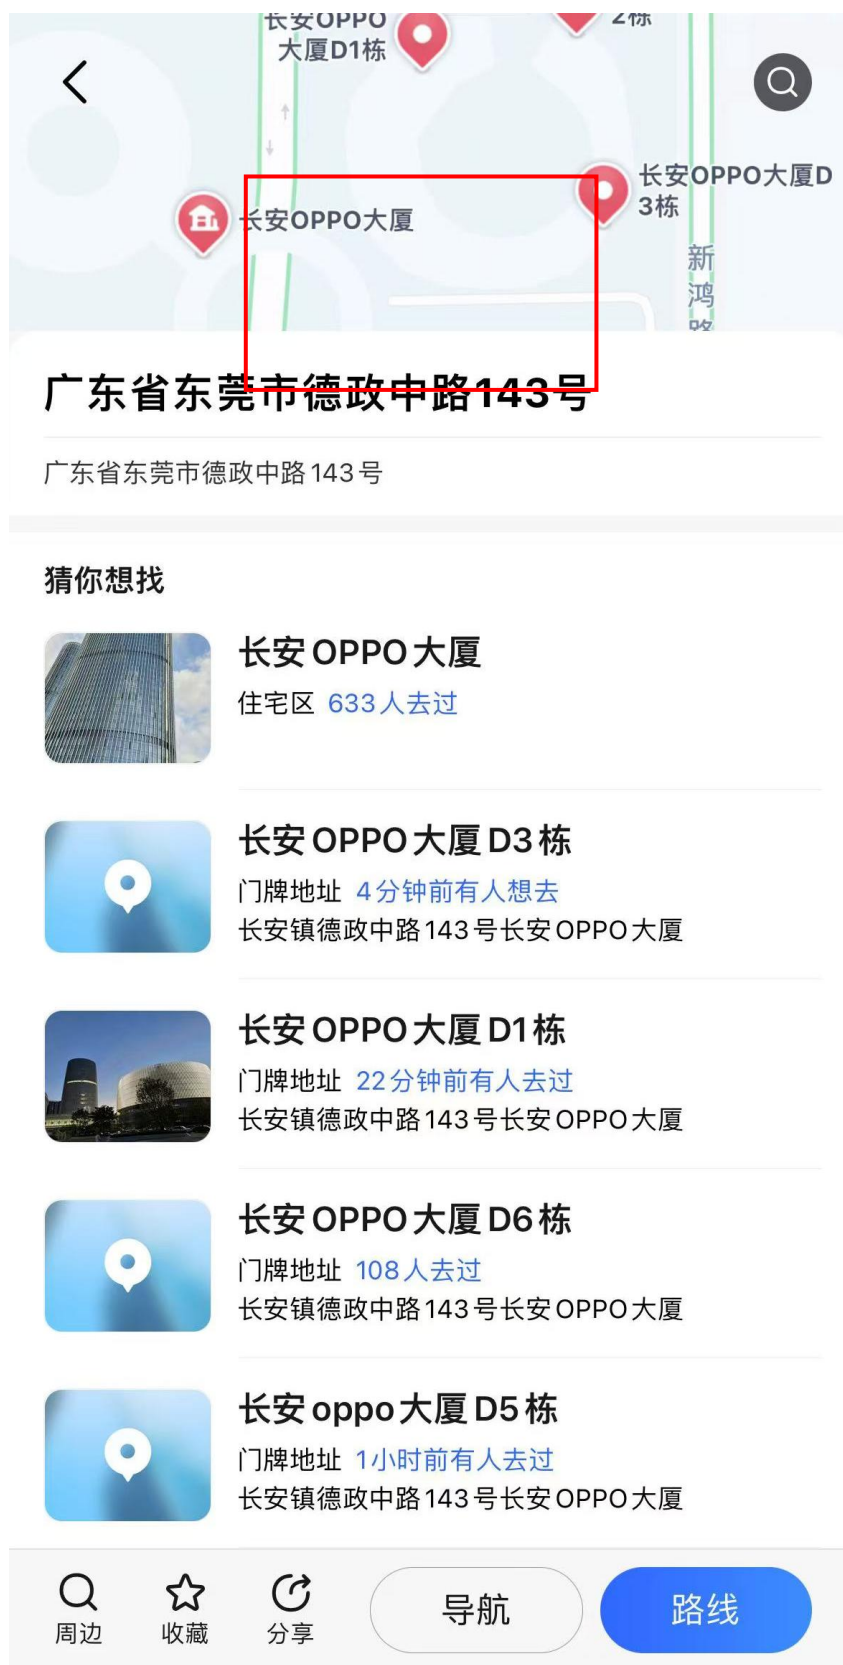 长安OPPO
大厦D1栋
2栋
长安OPPO大厦D
3栋
长安OPPO大厦
新
鸿
路
广东省东莞市德政中路143号
广东省东莞市德政中路143号
猜你想找
长安OPPO大厦
住宅区 633人去过
长安OPPO大厦D3栋
门牌地址 4分钟前有人想去
长安镇德政中路143号长安OPPO大厦
长安OPPO大厦D1栋
门牌地址 22分钟前有人去过
长安镇德政中路143号长安OPPO大厦
长安OPPO大厦D6栋
门牌地址 108人去过
长安镇德政中路143号长安OPPO大厦
长安oppo大厦D5栋
门牌地址 1小时前有人去过
长安镇德政中路143号长安OPPO大厦
周边
收藏
分享
导航
路线